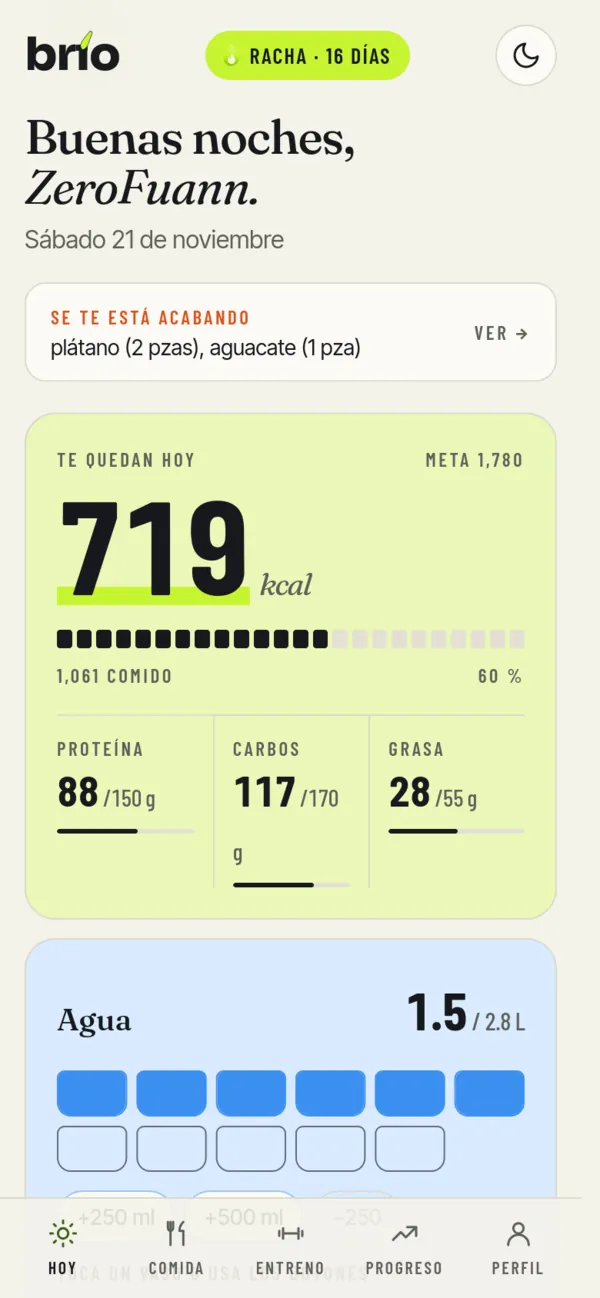 brío
RACHA · 16 DÍAS
Buenas noches,
ZeroFuann.
Sábado 21 de noviembre
SE TE ESTÁ ACABANDO
plátano (2 pzas), aguacate (1 pza)
VER →
TE QUEDAN HOY
META 1,780
719 kcal
1,061 COMIDO
60 %
PROTEÍNA
88 /150 g
CARBOS
117 /170
g
GRASA
28 /55 g
Agua
1.5 / 2.8 L
+250 ml
+500 ml
−250
HOY
COMIDA
ENTRENO
PROGRESO
PERFIL